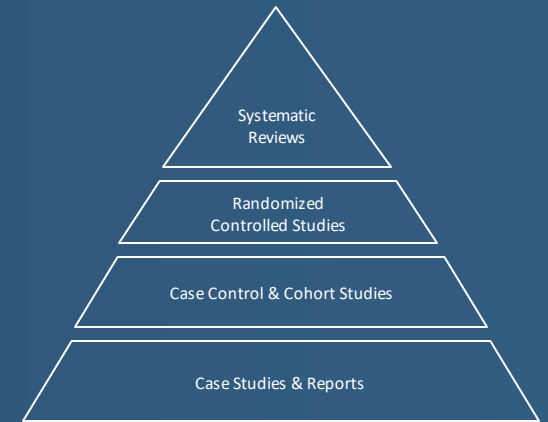 Systematic
Reviews
Randomized
Controlled Studies
Case Control & Cohort Studies
Case Studies & Reports